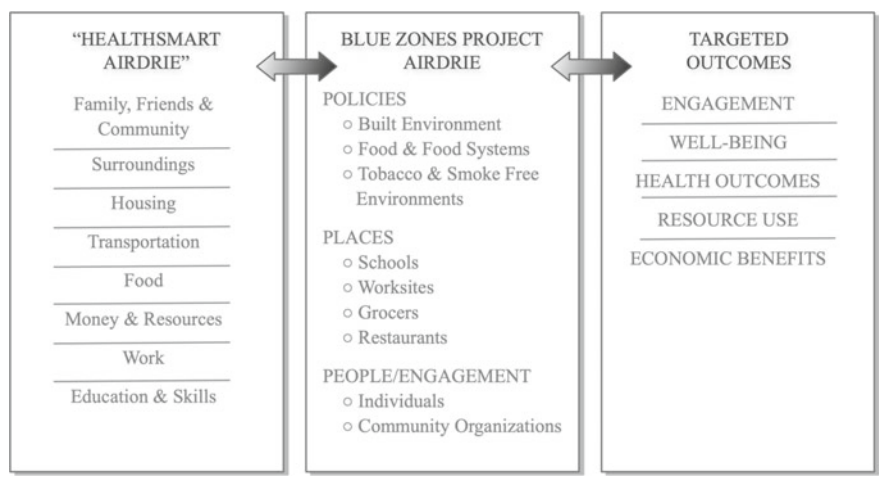 “HEALTHSMART
AIRDRIE”
Family, Friends &
Community
Surroundings
Housing
Transportation
Food
Money & Resources
Work
Education & Skills
BLUE ZONES PROJECT
AIRDRIE
POLICIES
○ Built Environment
○ Food & Food Systems
○ Tobacco & Smoke Free
Environments
PLACES
○ Schools
○ Worksites
○ Grocers
○ Restaurants
PEOPLE/ENGAGEMENT
○ Individuals
○ Community Organizations
TARGETED
OUTCOMES
ENGAGEMENT
WELL-BEING
HEALTH OUTCOMES
RESOURCE USE
ECONOMIC BENEFITS